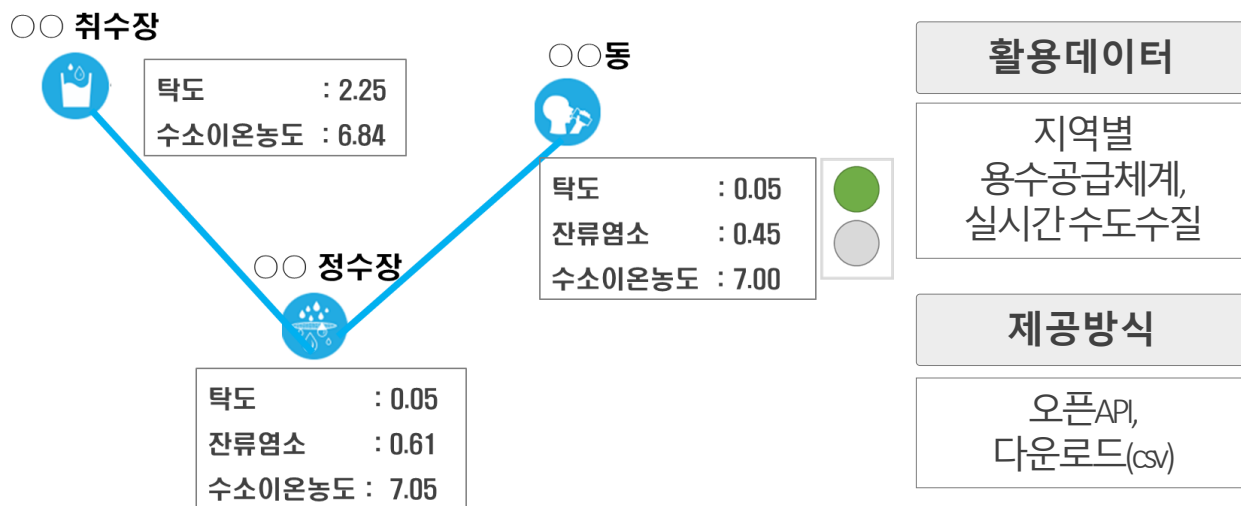 ○○ 취수장
탁도 : 2.25
수소이온농도 : 6.84
○○동
탁도 : 0.05
잔류염소 : 0.45
수소이온농도 : 7.00
○○ 정수장
탁도 : 0.05
잔류염소 : 0.61
수소이온농도 : 7.05
활용데이터
지역별
용수공급체계,
실시간 수도수질
제공방식
오픈API,
다운로드(csv)